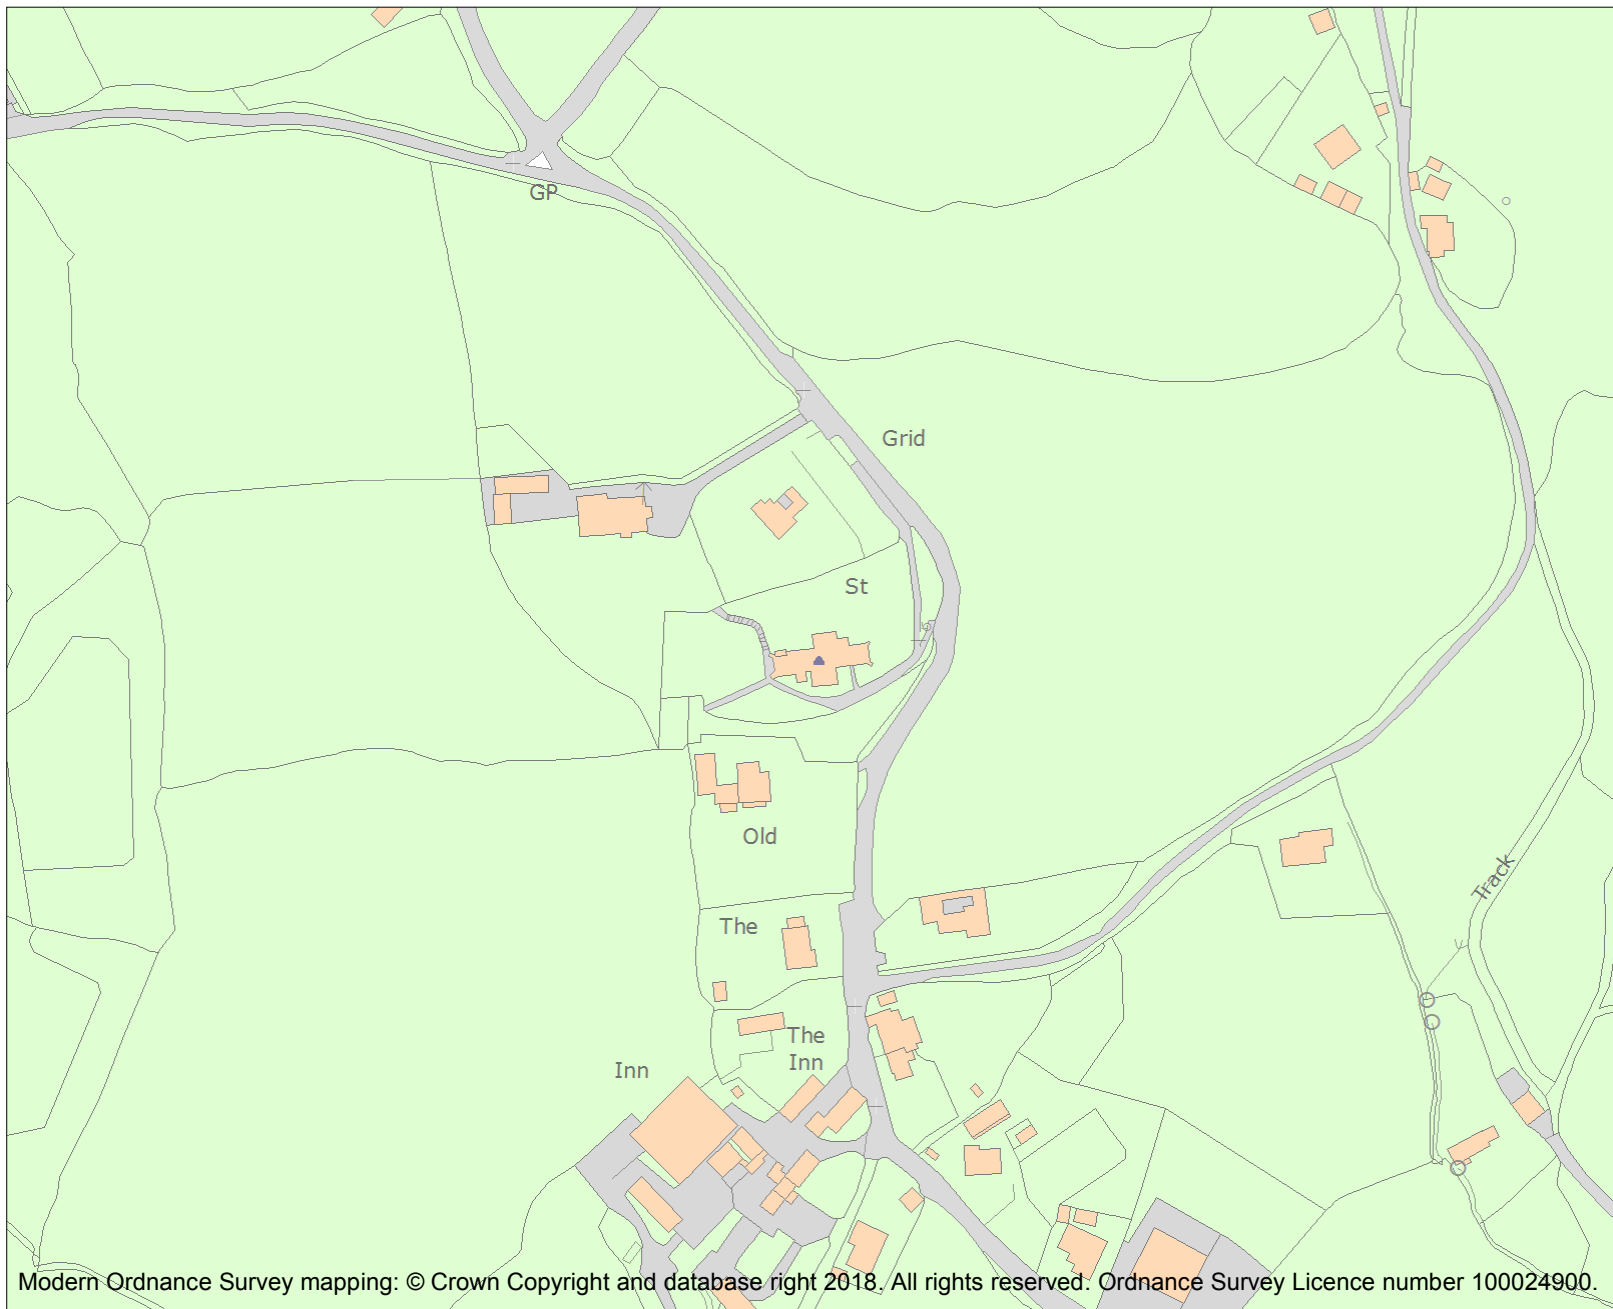 GP
Grid
St
Old
Track
The
The
Inn
Inn
Modern Ordnance Survey mapping: © Crown Copyright and database right 2018. All rights reserved. Ordnance Survey Licence number 100024900.